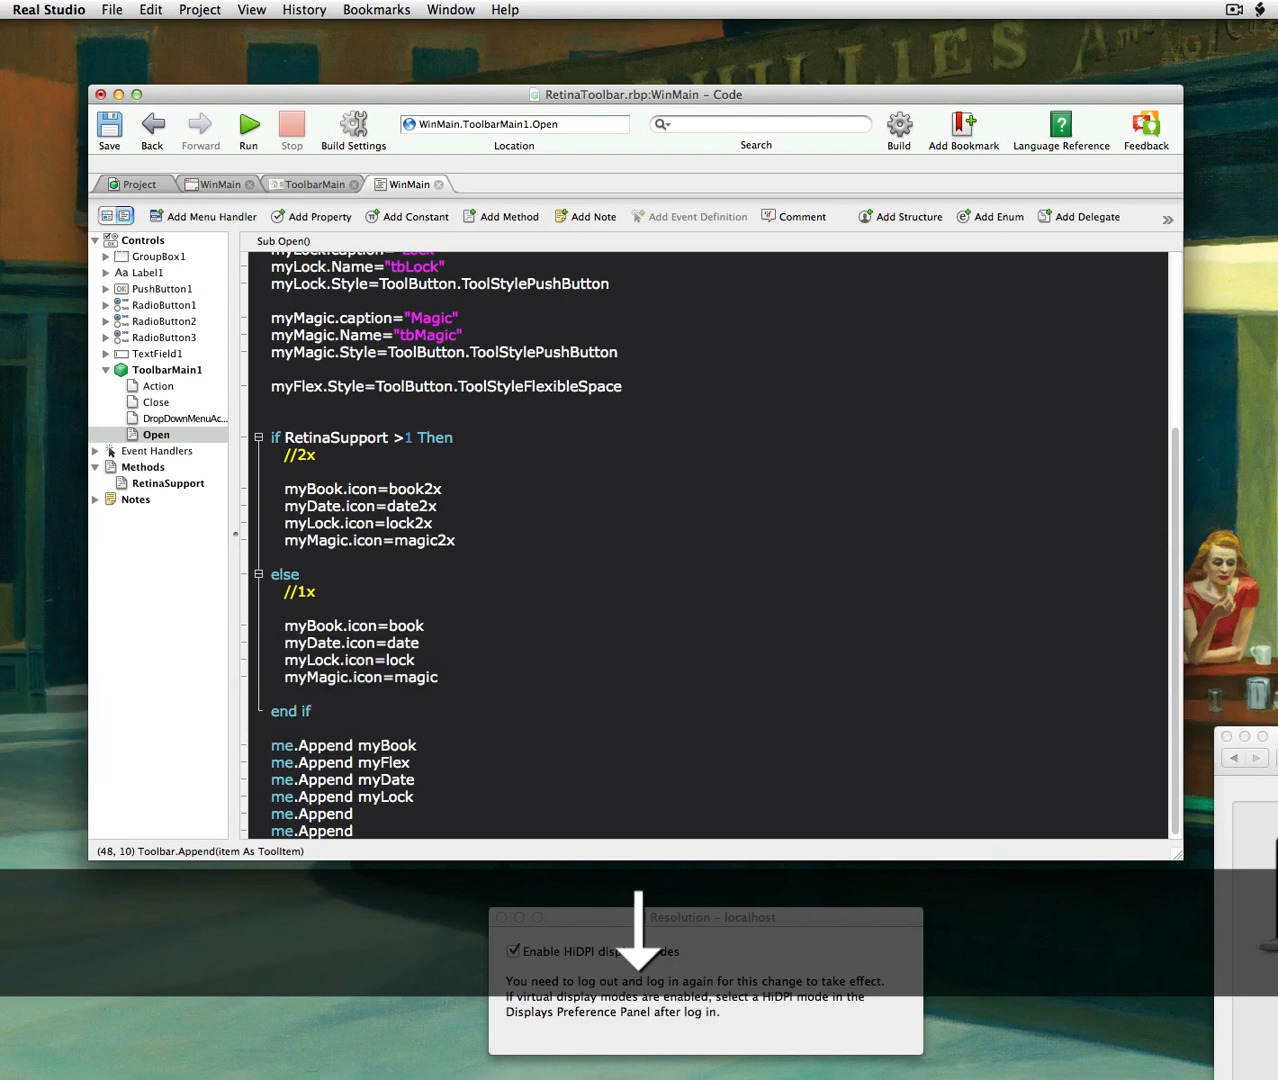 Real Studio File Edit Project View History Bookmarks Window Help
PHILLIES
RetinaToolbar.rbp:WinMain – Code
WinMain.ToolbarMain1.Open
Save Back Forward Run Stop Build Settings Location Search Build Add Bookmark Language Reference Feedback
Project WinMain ToolbarMain WinMain
Add Menu Handler Add Property Add Constant Add Method Add Note Add Event Definition Comment Add Structure Add Enum Add Delegate
Controls
GroupBox1
Label1
PushButton1
RadioButton1
RadioButton2
RadioButton3
TextField1
ToolbarMain1
Action
Close
DropDownMenuAc...
Open
Event Handlers
Methods
RetinaSupport
Notes
Sub Open()
myLock.caption="Lock"
myLock.Name="tbLock"
myLock.Style=ToolButton.ToolStylePushButton
myMagic.caption="Magic"
myMagic.Name="tbMagic"
myMagic.Style=ToolButton.ToolStylePushButton
myFlex.Style=ToolButton.ToolStyleFlexibleSpace
if RetinaSupport >1 Then
//2x
myBook.icon=book2x
myDate.icon=date2x
myLock.icon=lock2x
myMagic.icon=magic2x
else
//1x
myBook.icon=book
myDate.icon=date
myLock.icon=lock
myMagic.icon=magic
end if
me.Append myBook
me.Append myFlex
me.Append myDate
me.Append myLock
me.Append
me.Append
(48, 10) Toolbar.Append(item As ToolItem)
Resolution – localhost
Enable HiDPI
You need to log out and log in again for this change to take effect.
If virtual display modes are enabled, select a HiDPI mode in the
Displays Preference Panel after log in.